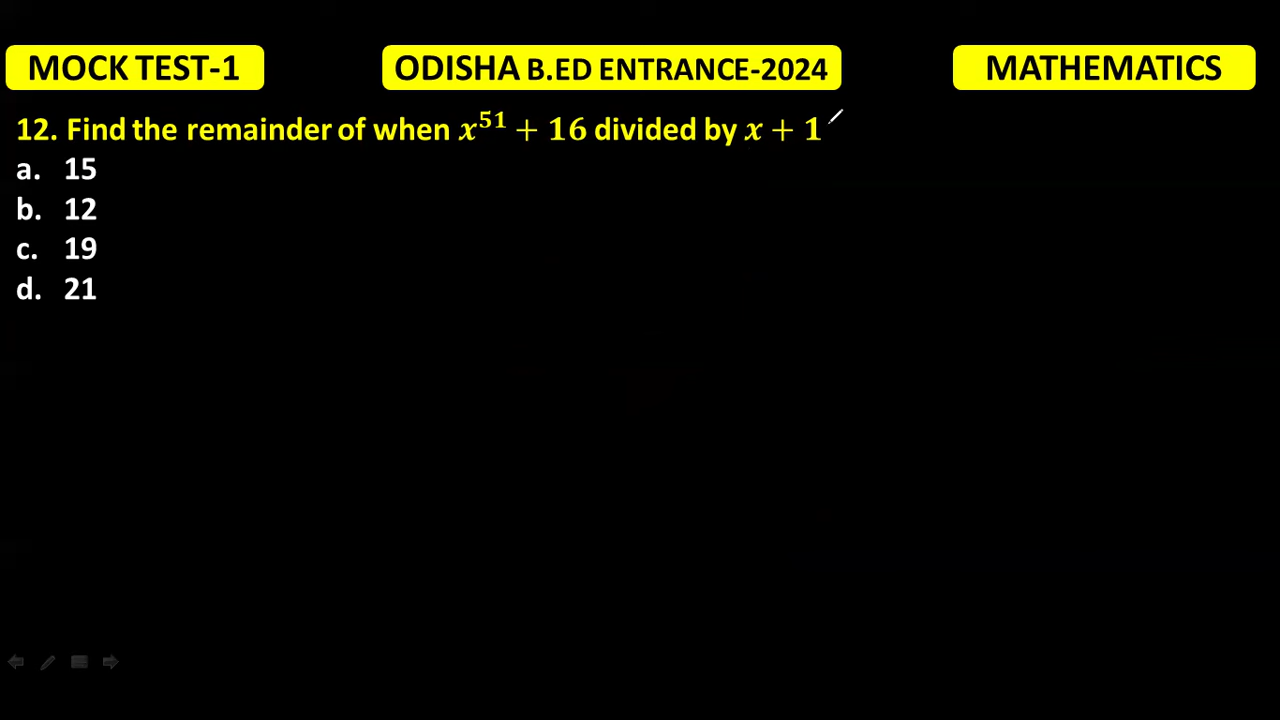 MOCK TEST-1
ODISHA B.ED ENTRANCE-2024
MATHEMATICS
12. Find the remainder of when x⁵¹ + 16 divided by x + 1
a. 15
b. 12
c. 19
d. 21